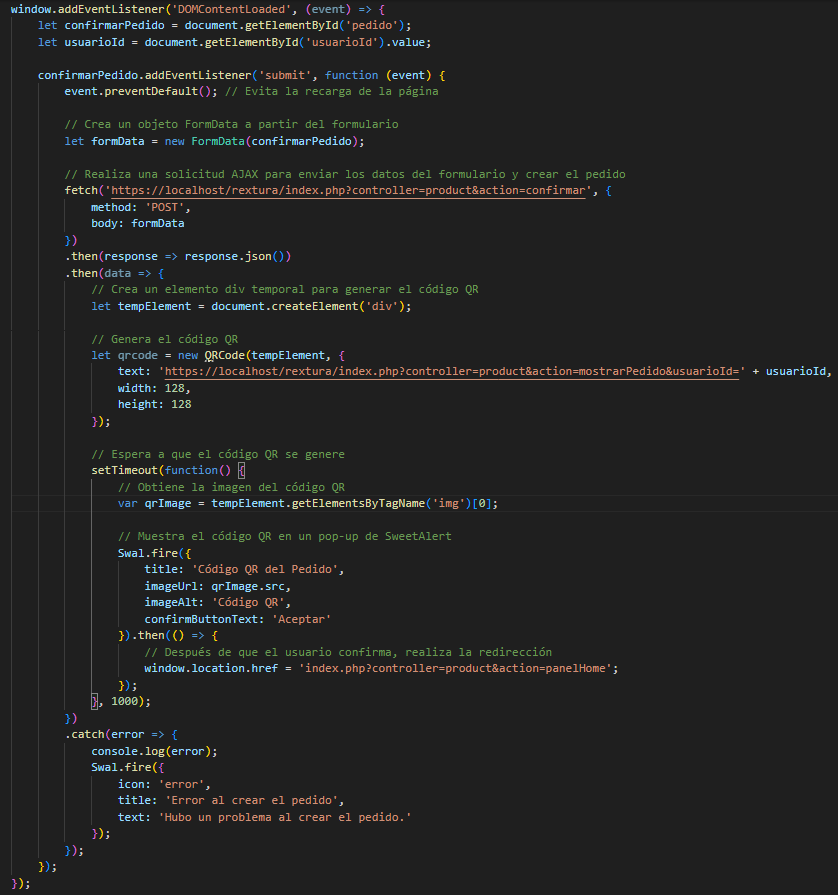 window.addEventListener('DOMContentLoaded', (event) => {
    let confirmarPedido = document.getElementById('pedido');
    let usuarioId = document.getElementById('usuarioId').value;

    confirmarPedido.addEventListener('submit', function (event) {
        event.preventDefault(); // Evita la recarga de la página

        // Crea un objeto FormData a partir del formulario
        let formData = new FormData(confirmarPedido);

        // Realiza una solicitud AJAX para enviar los datos del formulario y crear el pedido
        fetch('https://localhost/rextura/index.php?controller=product&action=confirmar', {
            method: 'POST',
            body: formData
        })
        .then(response => response.json())
        .then(data => {
            // Crea un elemento div temporal para generar el código QR
            let tempElement = document.createElement('div');

            // Genera el código QR
            let qrcode = new QRCode(tempElement, {
                text: 'https://localhost/rextura/index.php?controller=product&action=mostrarPedido&usuarioId=' + usuarioId,
                width: 128,
                height: 128
            });

            // Espera a que el código QR se genere
            setTimeout(function() {
                // Obtiene la imagen del código QR
                var qrImage = tempElement.getElementsByTagName('img')[0];

                // Muestra el código QR en un pop-up de SweetAlert
                Swal.fire({
                    title: 'Código QR del Pedido',
                    imageUrl: qrImage.src,
                    imageAlt: 'Código QR',
                    confirmButtonText: 'Aceptar'
                }).then(() => {
                    // Después de que el usuario confirma, realiza la redirección
                    window.location.href = 'index.php?controller=product&action=panelHome';
                });
            }, 1000);
        })
        .catch(error => {
            console.log(error);
            Swal.fire({
                icon: 'error',
                title: 'Error al crear el pedido',
                text: 'Hubo un problema al crear el pedido.'
            });
        });
    });
});